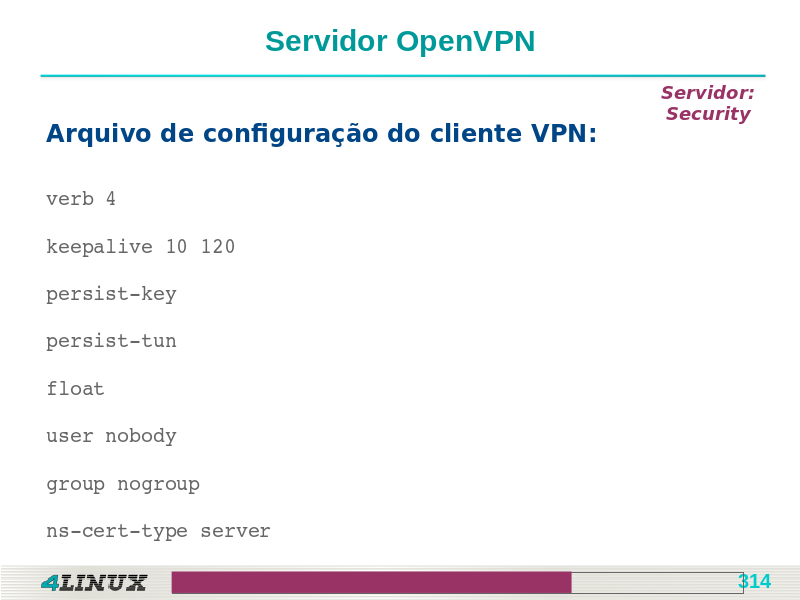 Servidor OpenVPN
Servidor:
Security
Arquivo de configuração do cliente VPN:
verb 4
keepalive 10 120
persist-key
persist-tun
float
user nobody
group nogroup
ns-cert-type server
4LINUX
314